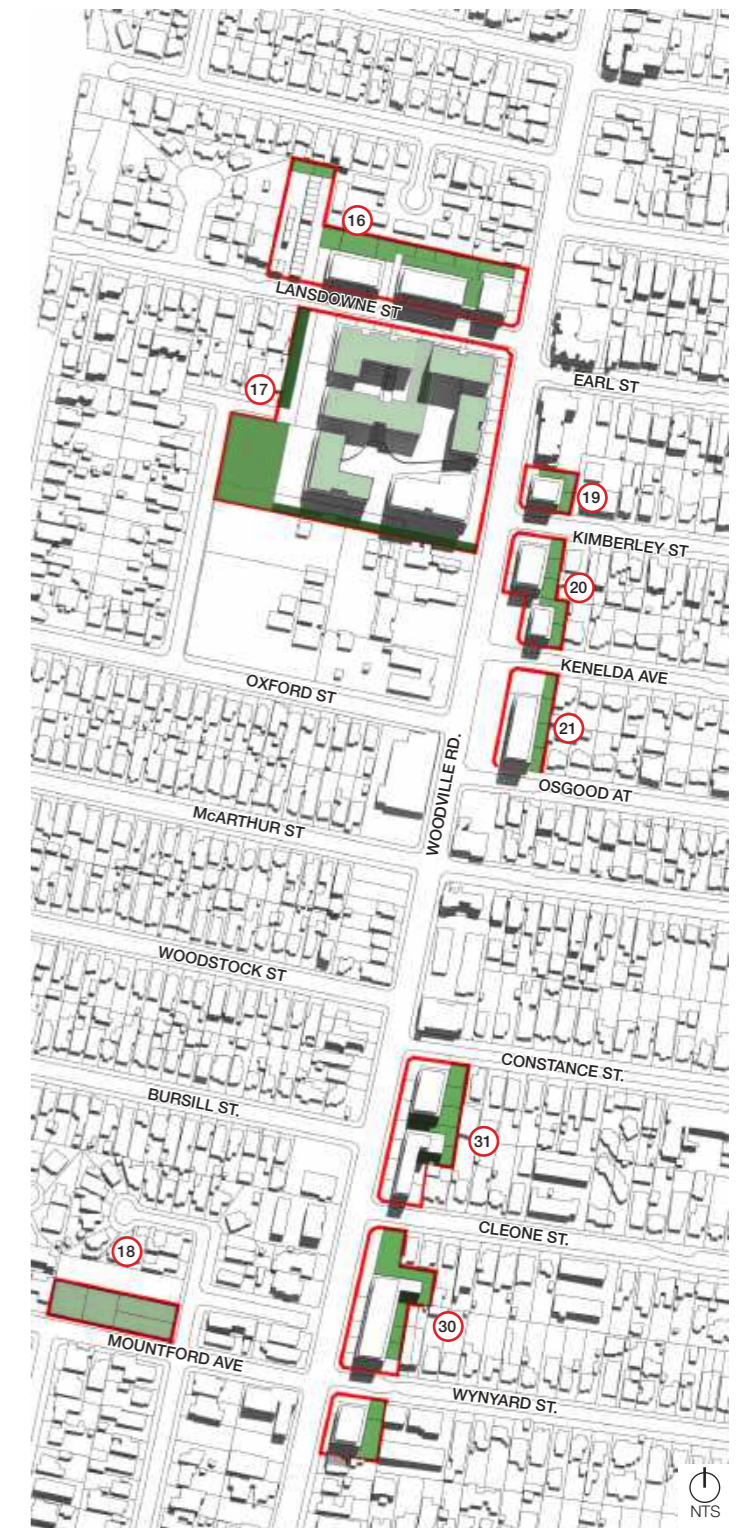 16
LANSDOWNE ST
17
EARL ST
19
KIMBERLEY ST
20
KENELDA AVE
OXFORD ST
21
OSGOOD AT
WOODVILLE RD.
McARTHUR ST
WOODSTOCK ST
CONSTANCE ST.
BURSILL ST.
31
CLEONE ST.
18
30
MOUNTFORD AVE
WYNYARD ST.
NTS